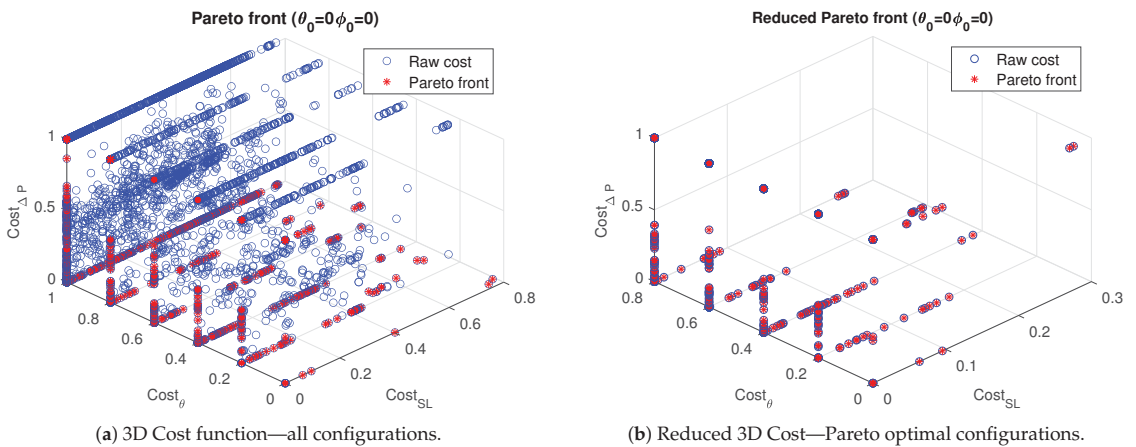 Pareto front (θ0=0ϕ0=0)
Raw cost
Pareto front
1
0.5
0
CostΔ P
1
0.8
0.6
0.4
0.2
0
Costθ
0
0.2
0.4
0.6
0.8
CostSL
(a) 3D Cost function—all configurations.
Reduced Pareto front (θ0=0ϕ0=0)
Raw cost
Pareto front
1
0.5
0
CostΔ P
0.8
0.6
0.4
0.2
0
Costθ
0
0.1
0.2
0.3
CostSL
(b) Reduced 3D Cost—Pareto optimal configurations.